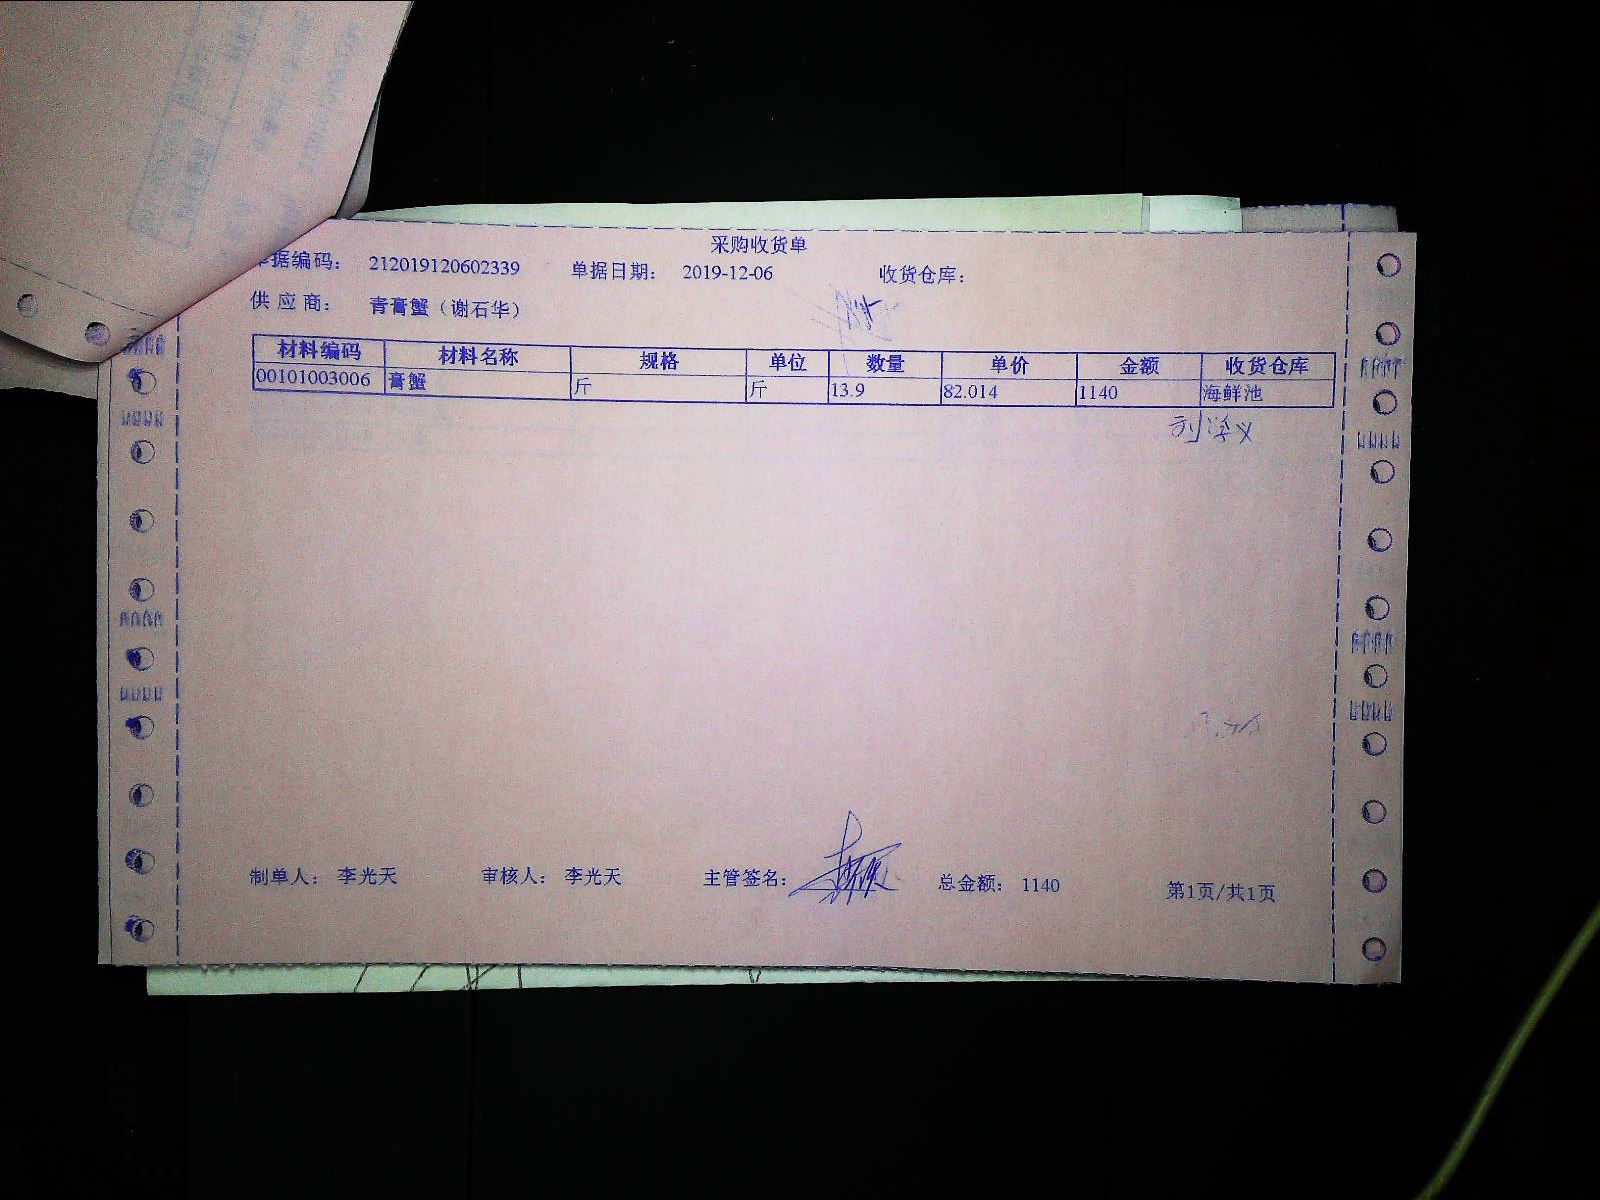 采购收货单
据编码： 212019120602339 单据日期： 2019-12-06 收货仓库：
供应商： 青膏蟹（谢石华）
材料编码 材料名称 规格 单位 数量 单价 金额 收货仓库
00101003006 膏蟹 斤 斤 13.9 82.014 1140 海鲜池
制单人： 李光天 审核人： 李光天 主管签名： 总金额： 1140 第1页/共1页